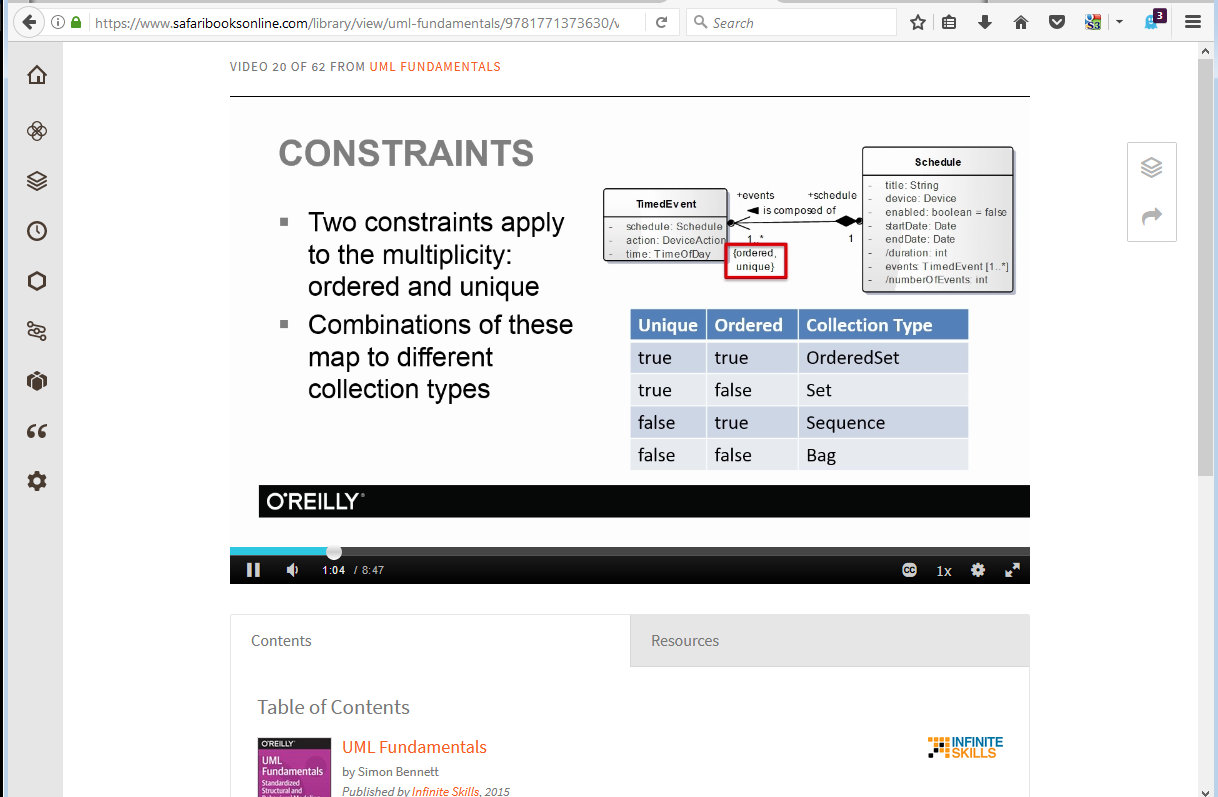 https://www.safaribooksonline.com/library/view/uml-fundamentals/9781771373630/v
Search
3
VIDEO 20 OF 62 FROM UML FUNDAMENTALS
CONSTRAINTS
Two constraints apply
to the multiplicity:
ordered and unique
Combinations of these
map to different
collection types
TimedEvent
- schedule: Schedule
- action: DeviceAction
- time: TimeOfDay
+events
+schedule
is composed of
1..*
1
{ordered,
unique}
Schedule
- title: String
- device: Device
- enabled: boolean = false
- startDate: Date
- endDate: Date
- /duration: int
- events: TimedEvent [1..*]
- /numberOfEvents: int
Unique Ordered Collection Type
true true OrderedSet
true false Set
false true Sequence
false false Bag
O'REILLY®
1:04 / 8:47
CC
1x
Contents
Resources
Table of Contents
O'REILLY
UML
Fundamentals
Standardized
Structural and
UML Fundamentals
by Simon Bennett
Published by Infinite Skills, 2015
INFINITE
SKILLS